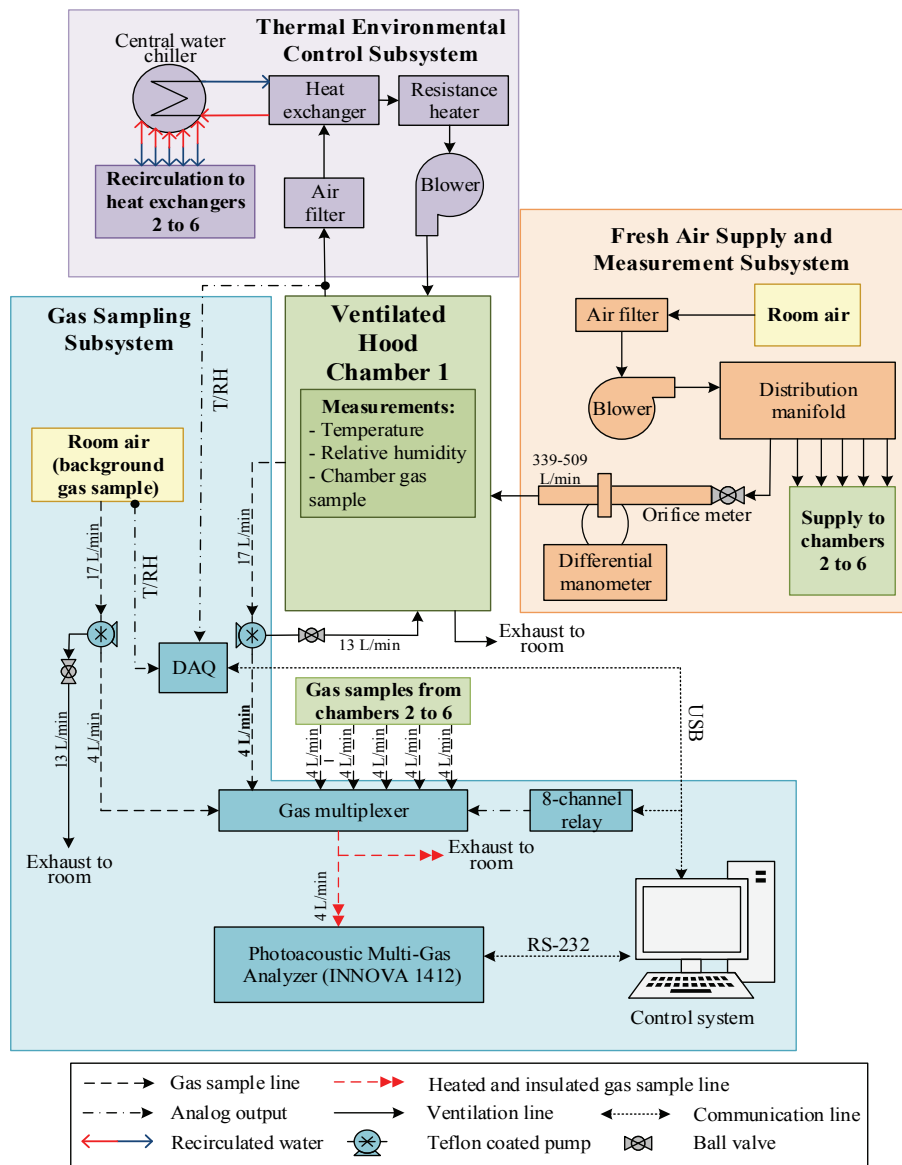 Thermal Environmental
Control Subsystem
Central water
chiller
Heat
exchanger
Resistance
heater
Recirculation to
heat exchangers
2 to 6
Air
filter
Blower
Fresh Air Supply and
Measurement Subsystem
Air filter
Room air
Blower
Distribution
manifold
339-509
L/min
Orifice meter
Differential
manometer
Supply to
chambers
2 to 6
Gas Sampling
Subsystem
Ventilated
Hood
Chamber 1
Measurements:
- Temperature
- Relative humidity
- Chamber gas
sample
T/RH
Room air
(background
gas sample)
17 L/min
T/RH
17 L/min
13 L/min
Exhaust to
room
DAQ
13 L/min
4 L/min
4 L/min
Gas samples from
chambers 2 to 6
4 L/min
4 L/min
4 L/min
4 L/min
4 L/min
USB
Gas multiplexer
8-channel
relay
Exhaust to
room
Exhaust to
room
4 L/min
Photoacoustic Multi-Gas
Analyzer (INNOVA 1412)
RS-232
Control system
Gas sample line
Heated and insulated gas sample line
Analog output
Ventilation line
Communication line
Recirculated water
Teflon coated pump
Ball valve